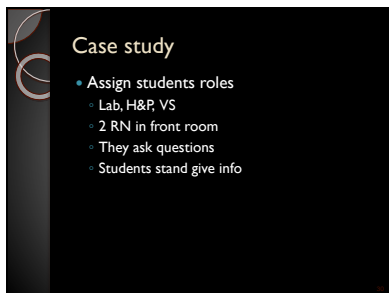 Case study
• Assign students roles
◦ Lab, H&P, VS
◦ 2 RN in front room
◦ They ask questions
◦ Students stand give info